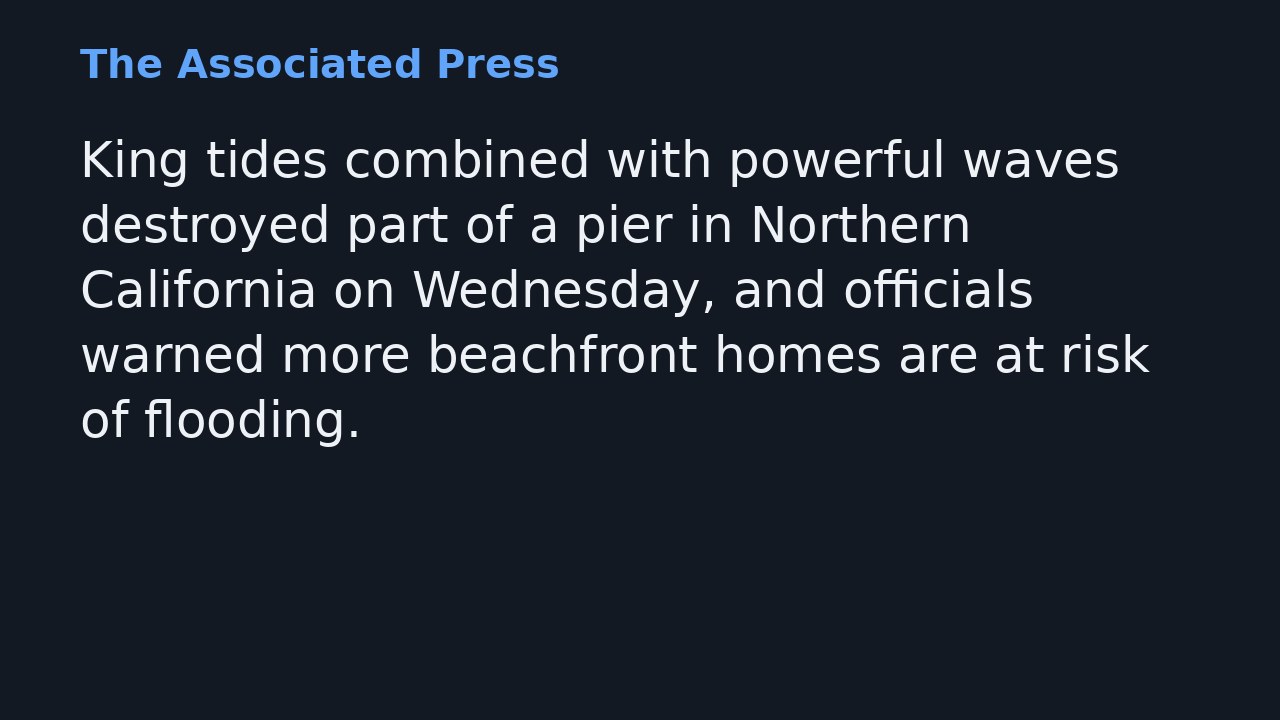 The Associated Press
King tides combined with powerful waves
destroyed part of a pier in Northern
California on Wednesday, and officials
warned more beachfront homes are at risk
of flooding.